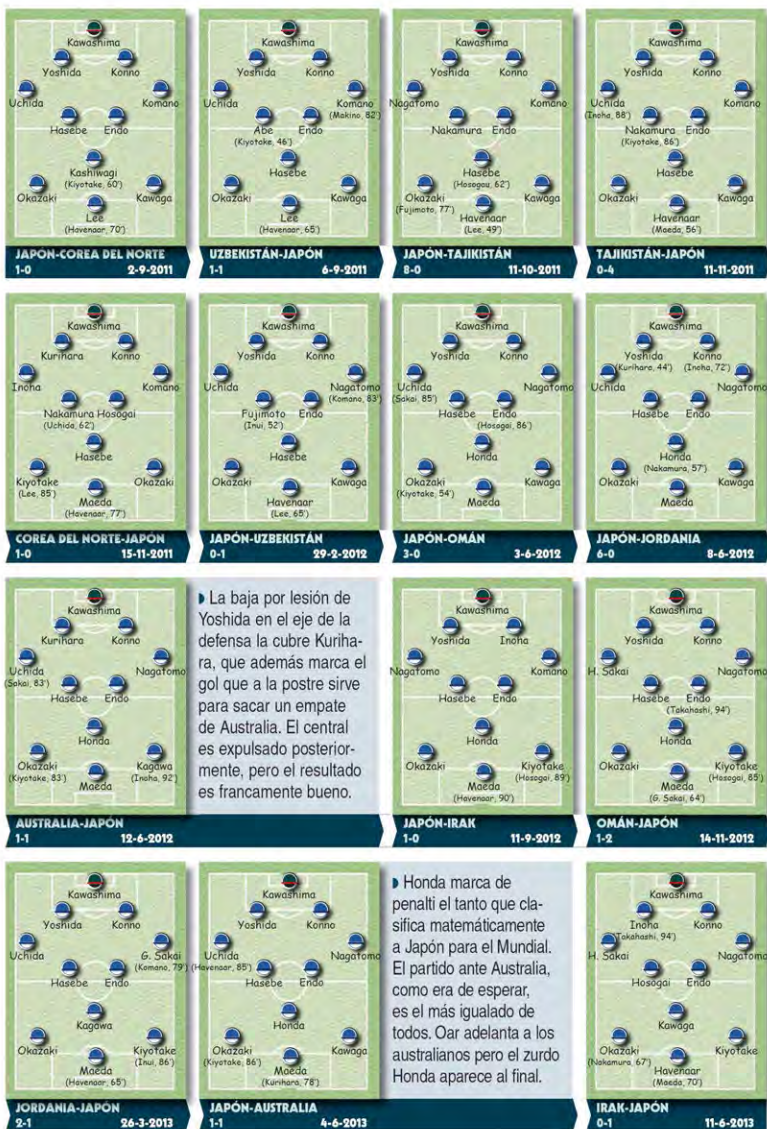 Kawashima
Yoshida Konno
Uchida Komano
Hasebe Endo
Kashiwagi
(Kiyotake, 60')
Okazaki Kawaga
Lee
(Havenaar, 70')
JAPÓN-COREA DEL NORTE
1-0 2-9-2011
Kawashima
Yoshida Konno
Uchida Komano
(Makino, 82')
Abe Endo
(Kiyotake, 46')
Hasebe
Okazaki Kawaga
Lee
(Havenaar, 65')
UZBEKISTÁN-JAPÓN
1-1 6-9-2011
Kawashima
Yoshida Konno
Nagatomo Komano
Nakamura Endo
Hasebe
(Hosogau, 62')
Okazaki Kawaga
(Fujimoto, 77')
Havenaar
(Lee, 49')
JAPÓN-TAJIKISTÁN
8-0 11-10-2011
Kawashima
Yoshida Konno
Uchida Komano
(Inoha, 88')
Nakamura Endo
(Kiyotake, 86')
Hasebe
Okazaki Kawaga
Havenaar
(Maeda, 56')
TAJIKISTÁN-JAPÓN
0-4 11-11-2011
Kawashima
Kurihara Konno
Inoha Komano
Nakamura Hosogai
(Uchida, 62')
Hasebe
Kiyotake Okazaki
(Lee, 85')
Maeda
(Havenaar, 77')
COREA DEL NORTE-JAPÓN
1-0 15-11-2011
Kawashima
Yoshida Konno
Uchida Nagatomo
(Komano, 83')
Fujimoto Endo
(Inui, 52')
Hasebe
Okazaki Kawaga
Havenaar
(Lee, 65')
JAPÓN-UZBEKISTÁN
0-1 29-2-2012
Kawashima
Yoshida Konno
Uchida Nagatomo
(Sakai, 85')
Hasebe Endo
(Hosogai, 86')
Honda
Okazaki Kawaga
(Kiyotake, 54')
Maeda
JAPÓN-OMÁN
3-0 3-6-2012
Kawashima
Yoshida Konno
(Kurihara, 44') (Inoha, 72')
Uchida Nagatomo
Hasebe Endo
Honda
(Nakamura, 57')
Okazaki Kawaga
Maeda
JAPÓN-JORDANIA
6-0 8-6-2012
Kawashima
Kurihara Konno
Uchida Nagatomo
(Sakai, 83')
Hasebe Endo
Honda
Okazaki Kagawa
(Kiyotake, 83') (Inoha, 92')
Maeda
AUSTRALIA-JAPÓN
1-1 12-6-2012
La baja por lesión de
Yoshida en el eje de la
defensa la cubre Kuriha-
ra, que además marca el
gol que a la postre sirve
para sacar un empate
de Australia. El central
es expulsado posterior-
mente, pero el resultado
es francamente bueno.
Kawashima
Yoshida Inoha
Nagatomo Komano
Hasebe Endo
Honda
Okazaki Kiyotake
(Hosogai, 89')
Maeda
(Havenaar, 90')
JAPÓN-IRAK
1-0 11-9-2012
Kawashima
Yoshida Konno
H. Sakai Nagatomo
Hasebe Endo
(Takahashi, 94')
Honda
Okazaki Kiyotake
(Hosogai, 85')
Maeda
(G. Sakai, 64')
OMÁN-JAPÓN
1-2 14-11-2012
Kawashima
Yoshida Konno
Uchida G. Sakai
(Komano, 79')
Hasebe Endo
Kagawa
Okazaki Kiyotake
(Inui, 86')
Maeda
(Havenaar, 65')
JORDANIA-JAPÓN
2-1 26-3-2013
Kawashima
Yoshida Konno
Uchida Nagatomo
(Havenaar, 85')
Hasebe Endo
Honda
Okazaki Kawaga
(Kiyotake, 86')
Maeda
(Kurihara, 78')
JAPÓN-AUSTRALIA
1-1 4-6-2013
Honda marca de
penalti el tanto que cla-
sifica matemáticamente
a Japón para el Mundial.
El partido ante Australia,
como era de esperar,
es el más igualado de
todos. Oar adelanta a los
australianos pero el zurdo
Honda aparece al final.
Kawashima
Inoha Konno
(Takahashi, 94')
H. Sakai Nagatomo
Hosogai Endo
Kawaga
Okazaki Kiyotake
(Nakamura, 67')
Havenaar
(Maeda, 70')
IRAK-JAPÓN
0-1 11-6-2013